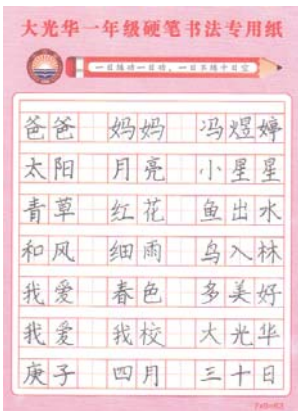 大光华一年级硬笔书法专用纸
一日练功一日功，一日不练十日空
爸爸 妈妈 冯煜婷
太阳 月亮 小星星
青草 红花 鱼出水
和风 细雨 鸟入林
我爱 春色 多美好
我爱 我校 大光华
庚子 四月 三十日
7x9=63